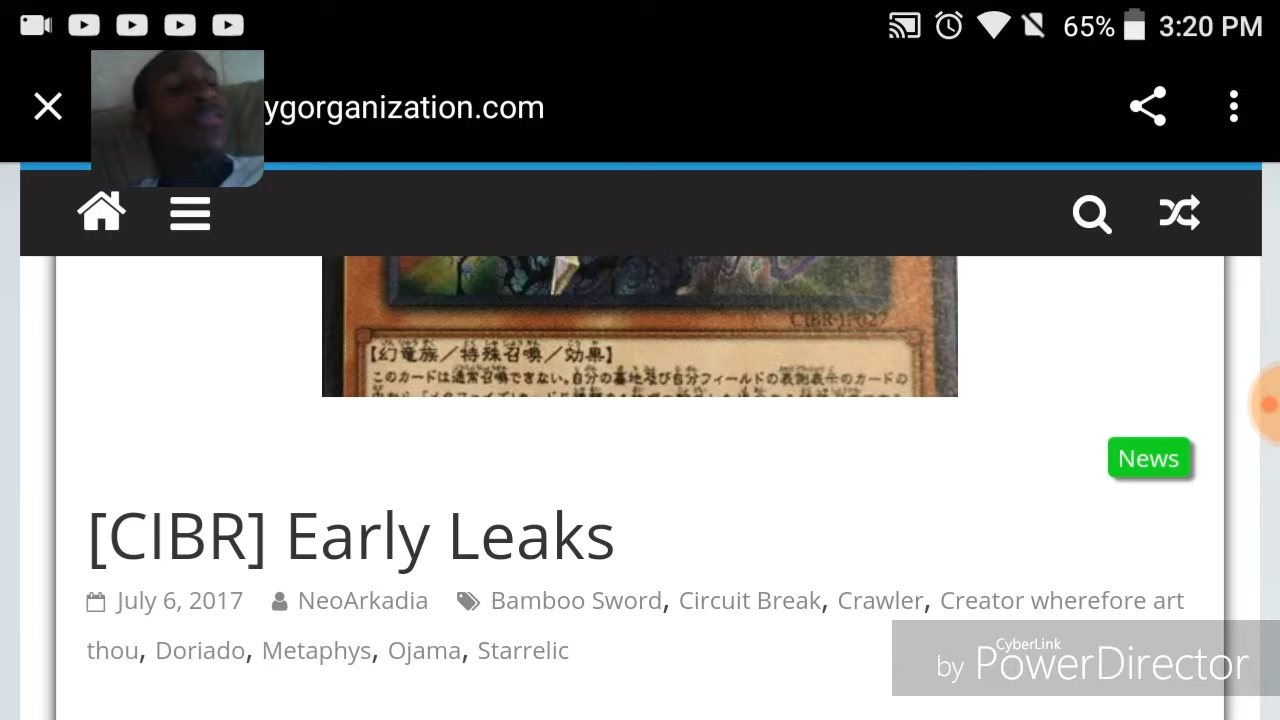 65% 3:20 PM
ygorganization.com
CIBR-JP027
【幻竜族／特殊召喚／効果】
このカードは通常召喚できない。自分の墓地及び自分フィールドの表側表示のカードの
News
[CIBR] Early Leaks
July 6, 2017 NeoArkadia Bamboo Sword, Circuit Break, Crawler, Creator wherefore art
thou, Doriado, Metaphys, Ojama, Starrelic
CyberLink
by PowerDirector